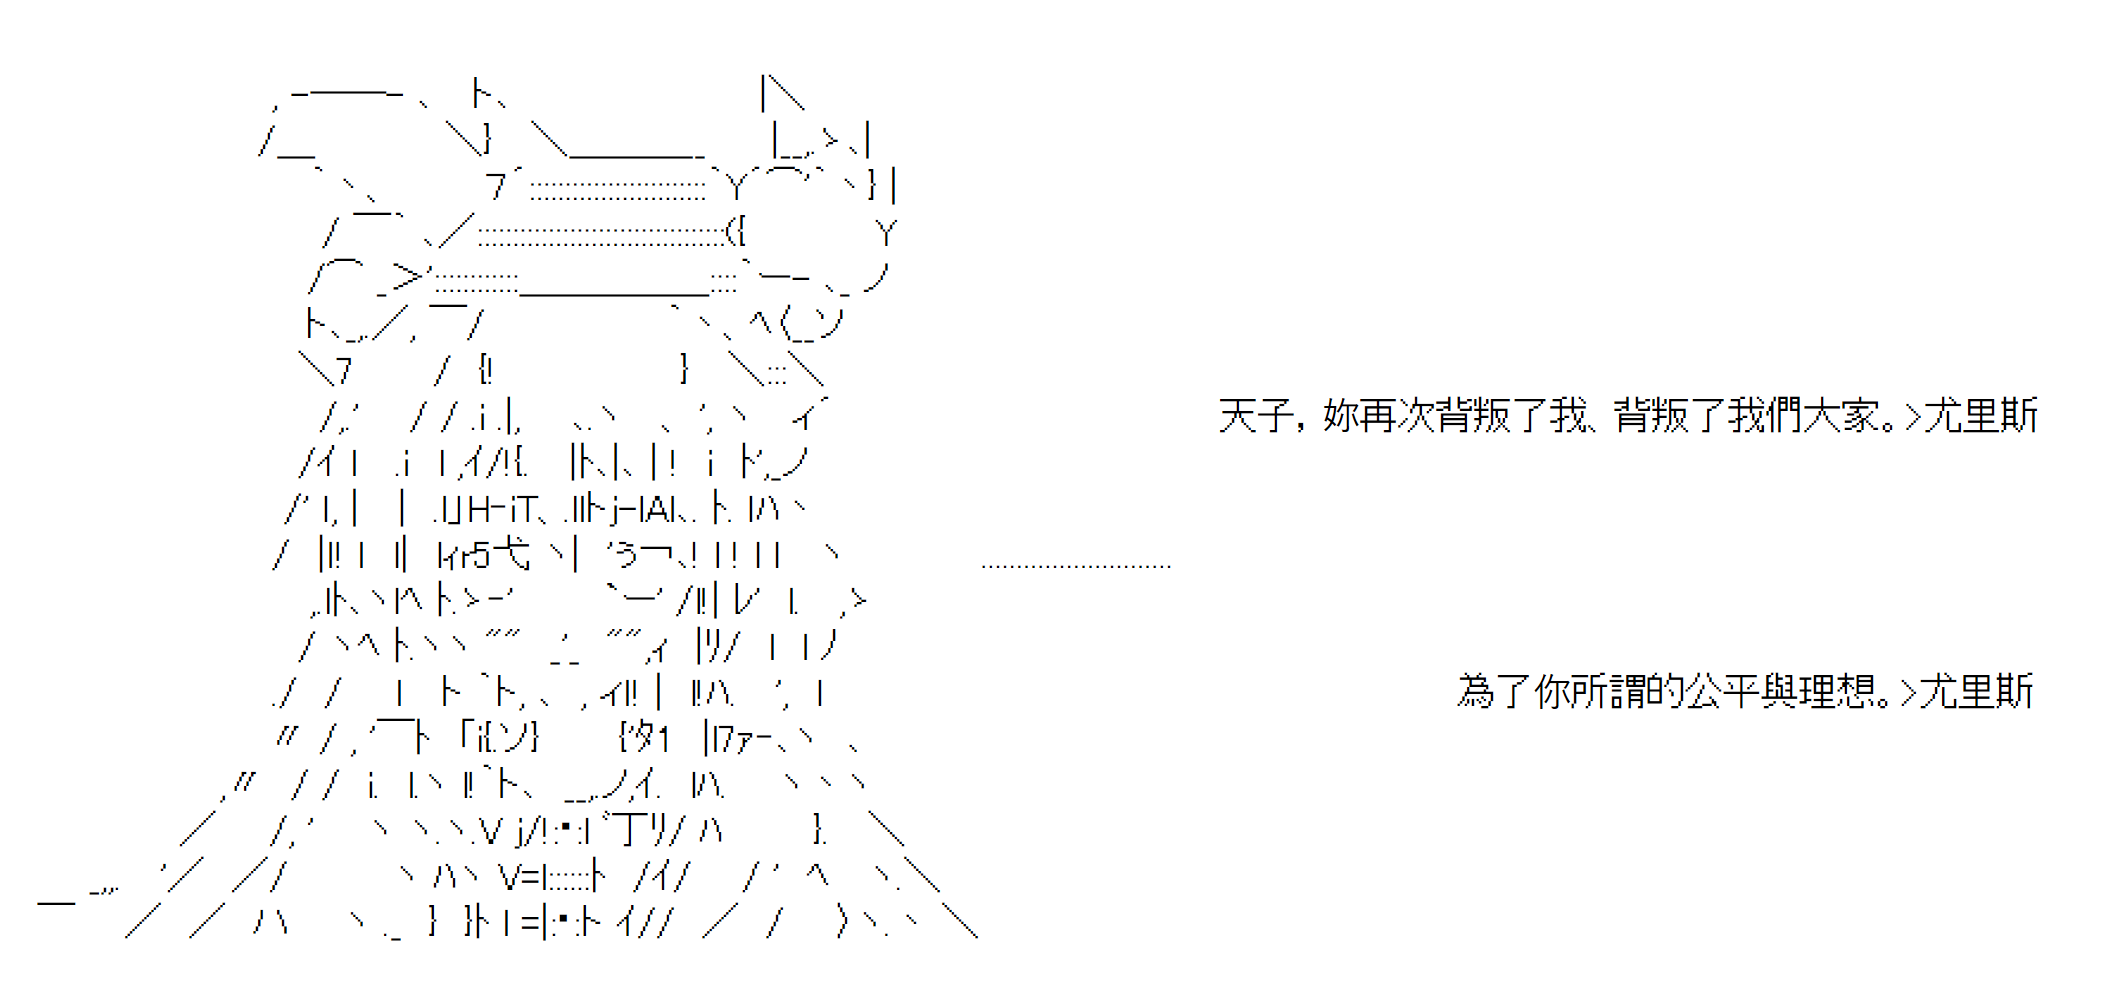 天子，妳再次背叛了我、背叛了我們大家。>尤里斯
...........................
為了你所謂的公平與理想。>尤里斯